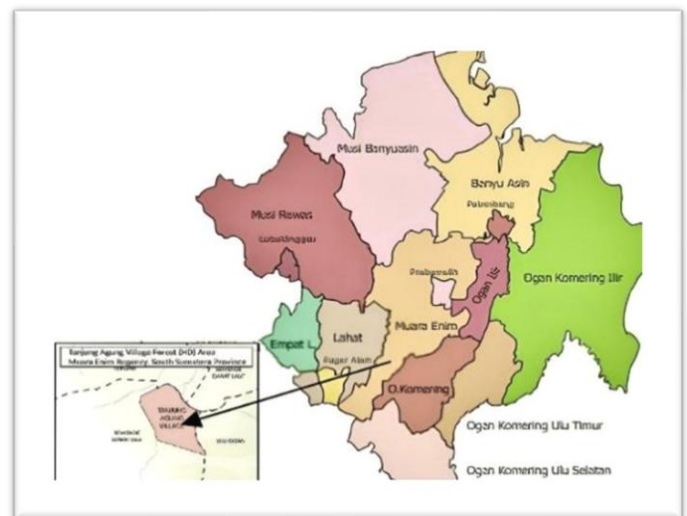 Musi Banyuasin
Banyu Asin
Palembang
Musi Rawas
Lubuklinggau
Prabumulih
Ogan Ilir
Ogan Komering Ilir
Muara Enim
Empat L
Lahat
Pagar Alam
O.Komering
Ogan Komering Ulu Timur
Ogan Komering Ulu Selatan
Tanjung Agung Village Forest (HD) Area
Muara Enim Regency, South Sumatera Province
TANJUNG
AGUNG
VILLAGE